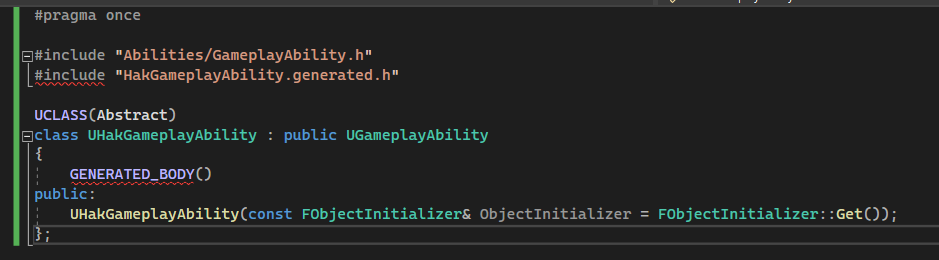 #pragma once
#include "Abilities/GameplayAbility.h"
#include "HakGameplayAbility.generated.h"
UCLASS(Abstract)
class UHakGameplayAbility : public UGameplayAbility
{
GENERATED_BODY()
public:
UHakGameplayAbility(const FObjectInitializer& ObjectInitializer = FObjectInitializer::Get());
};